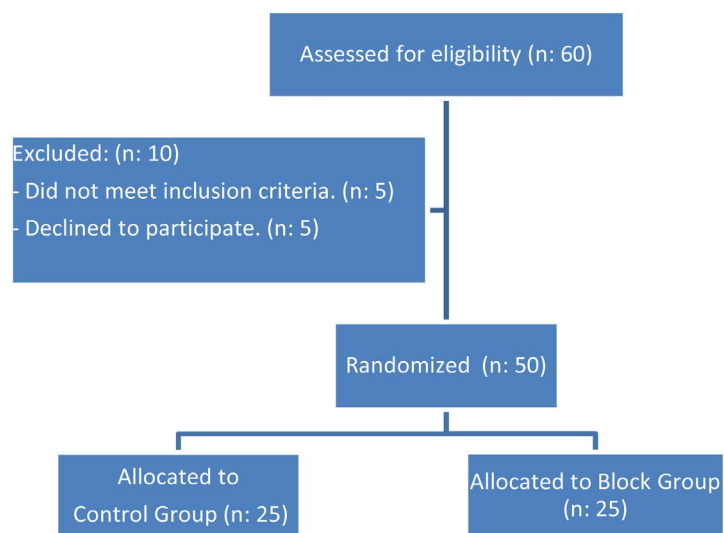 Assessed for eligibility (n: 60)
Excluded: (n: 10)
- Did not meet inclusion criteria. (n: 5)
- Declined to participate. (n: 5)
Randomized (n: 50)
Allocated to
Control Group (n: 25)
Allocated to Block Group
(n: 25)